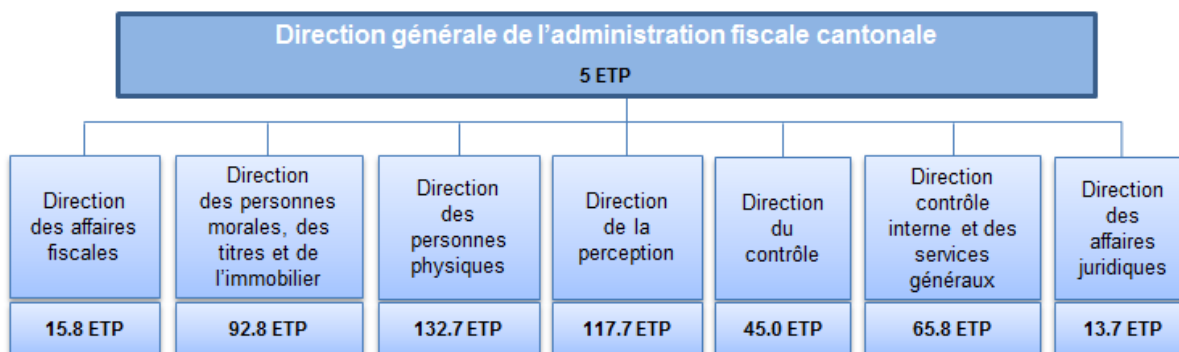 Direction générale de l'administration fiscale cantonale
5 ETP
Direction
des affaires
fiscales
15.8 ETP
Direction
des personnes
morales, des
titres et de
l'immobilier
92.8 ETP
Direction
des
personnes
physiques
132.7 ETP
Direction
de la
perception
117.7 ETP
Direction
du
contrôle
45.0 ETP
Direction
contrôle
interne et des
services
généraux
65.8 ETP
Direction
des
affaires
juridiques
13.7 ETP